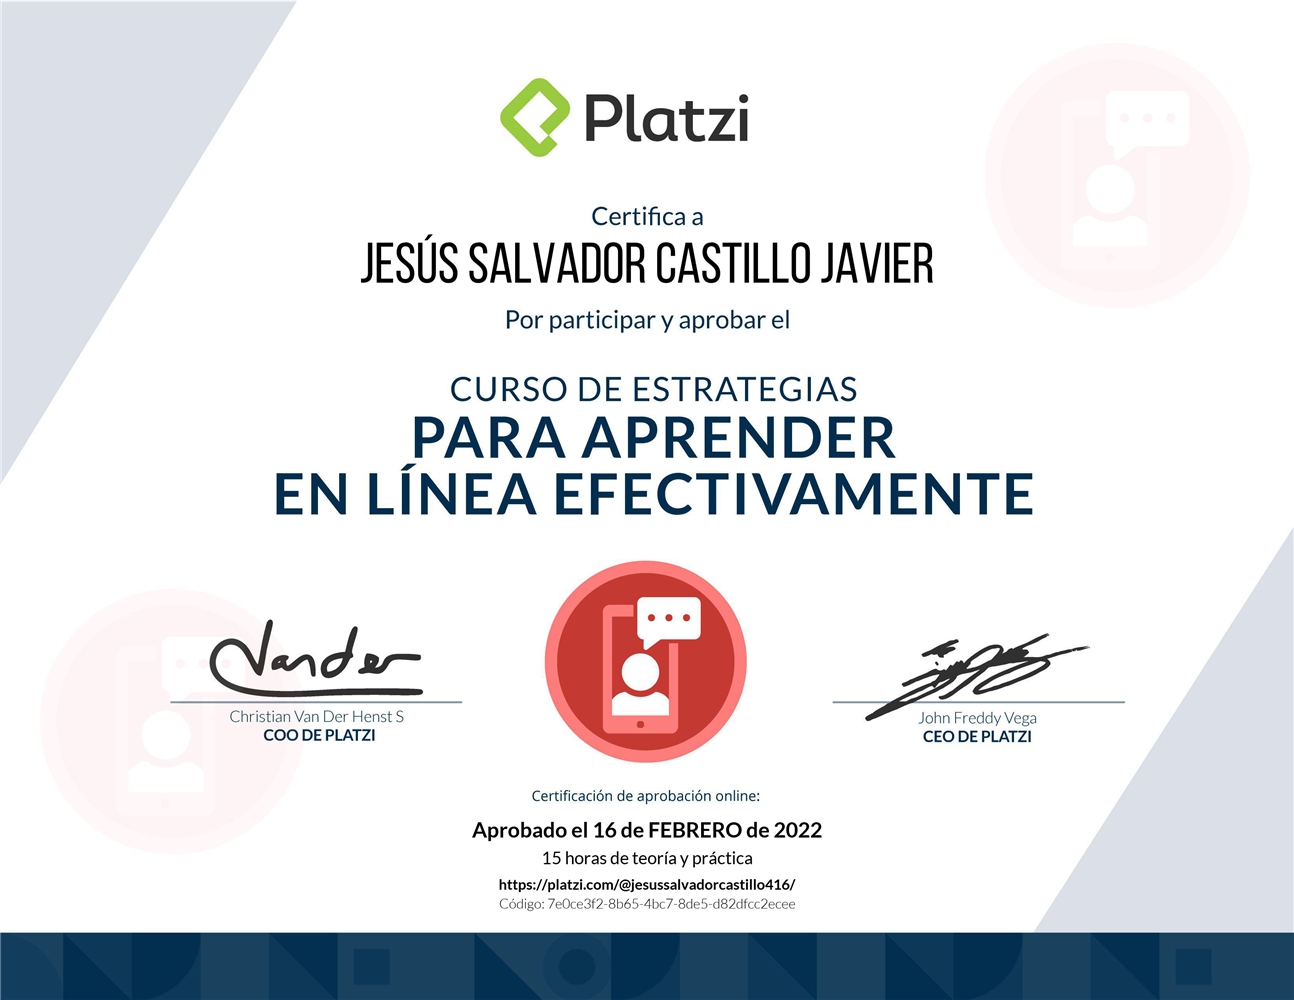 Platzi
Certifica a
JESÚS SALVADOR CASTILLO JAVIER
Por participar y aprobar el
CURSO DE ESTRATEGIAS
PARA APRENDER
EN LÍNEA EFECTIVAMENTE
Vander
Christian Van Der Henst S
COO DE PLATZI
John Freddy Vega
CEO DE PLATZI
Certificación de aprobación online:
Aprobado el 16 de FEBRERO de 2022
15 horas de teoría y práctica
https://platzi.com/@jesussalvadorcastillo416/
Código: 7e0ce3f2-8b65-4bc7-8de5-d82dfcc2ecee